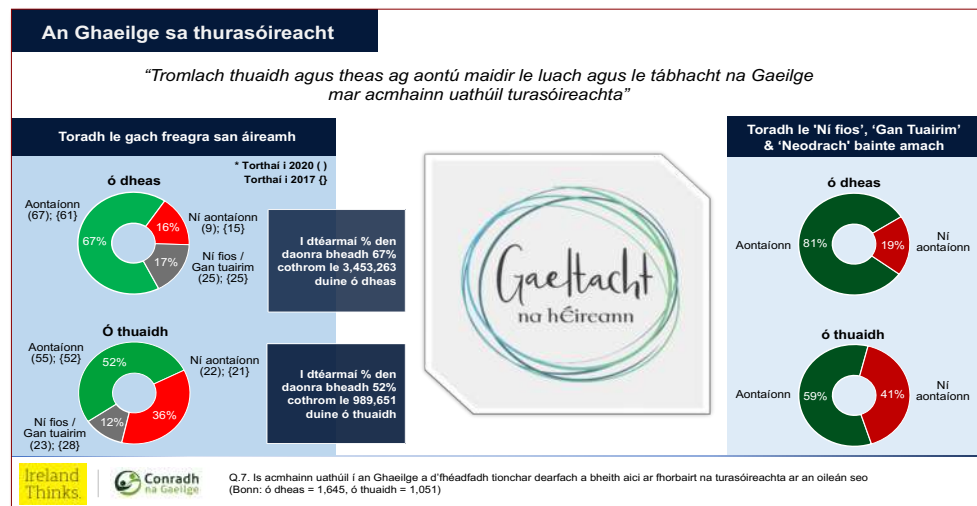 An Ghaeilge sa thurasóireacht
“Tromlach thuaidh agus theas ag aontú maidir le luach agus le tábhacht na Gaeilge
mar acmhainn uathúil turasóireachta”
Toradh le gach freagra san áireamh
* Torthaí i 2020 ( )
Torthaí i 2017 {}
ó dheas
Aontaíonn
(67); {61}
67%
16%
17%
Ní aontaíonn
(9); {15}
Ní fios /
Gan tuairim
(25); {25}
I dtéarmaí % den
daonra bheadh 67%
cothrom le 3,453,263
duine ó dheas
Ó thuaidh
Aontaíonn
(55); {52}
52%
36%
12%
Ní aontaíonn
(22); {21}
Ní fios /
Gan tuairim
(23); {28}
I dtéarmaí % den
daonra bheadh 52%
cothrom le 989,651
duine ó thuaidh
Gaeltacht
na hÉireann
Toradh le 'Ní fios’, ‘Gan Tuairim’
& ‘Neodrach' bainte amach
ó dheas
Aontaíonn
81%
19%
Ní
aontaíonn
ó thuaidh
Aontaíonn
59%
41%
Ní
aontaíonn
Ireland
Thinks.
Conradh
na Gaeilge
Q.7. Is acmhainn uathúil í an Ghaeilge a d’fhéadfadh tionchar dearfach a bheith aici ar fhorbairt na turasóireachta ar an oileán seo
(Bonn: ó dheas = 1,645, ó thuaidh = 1,051)